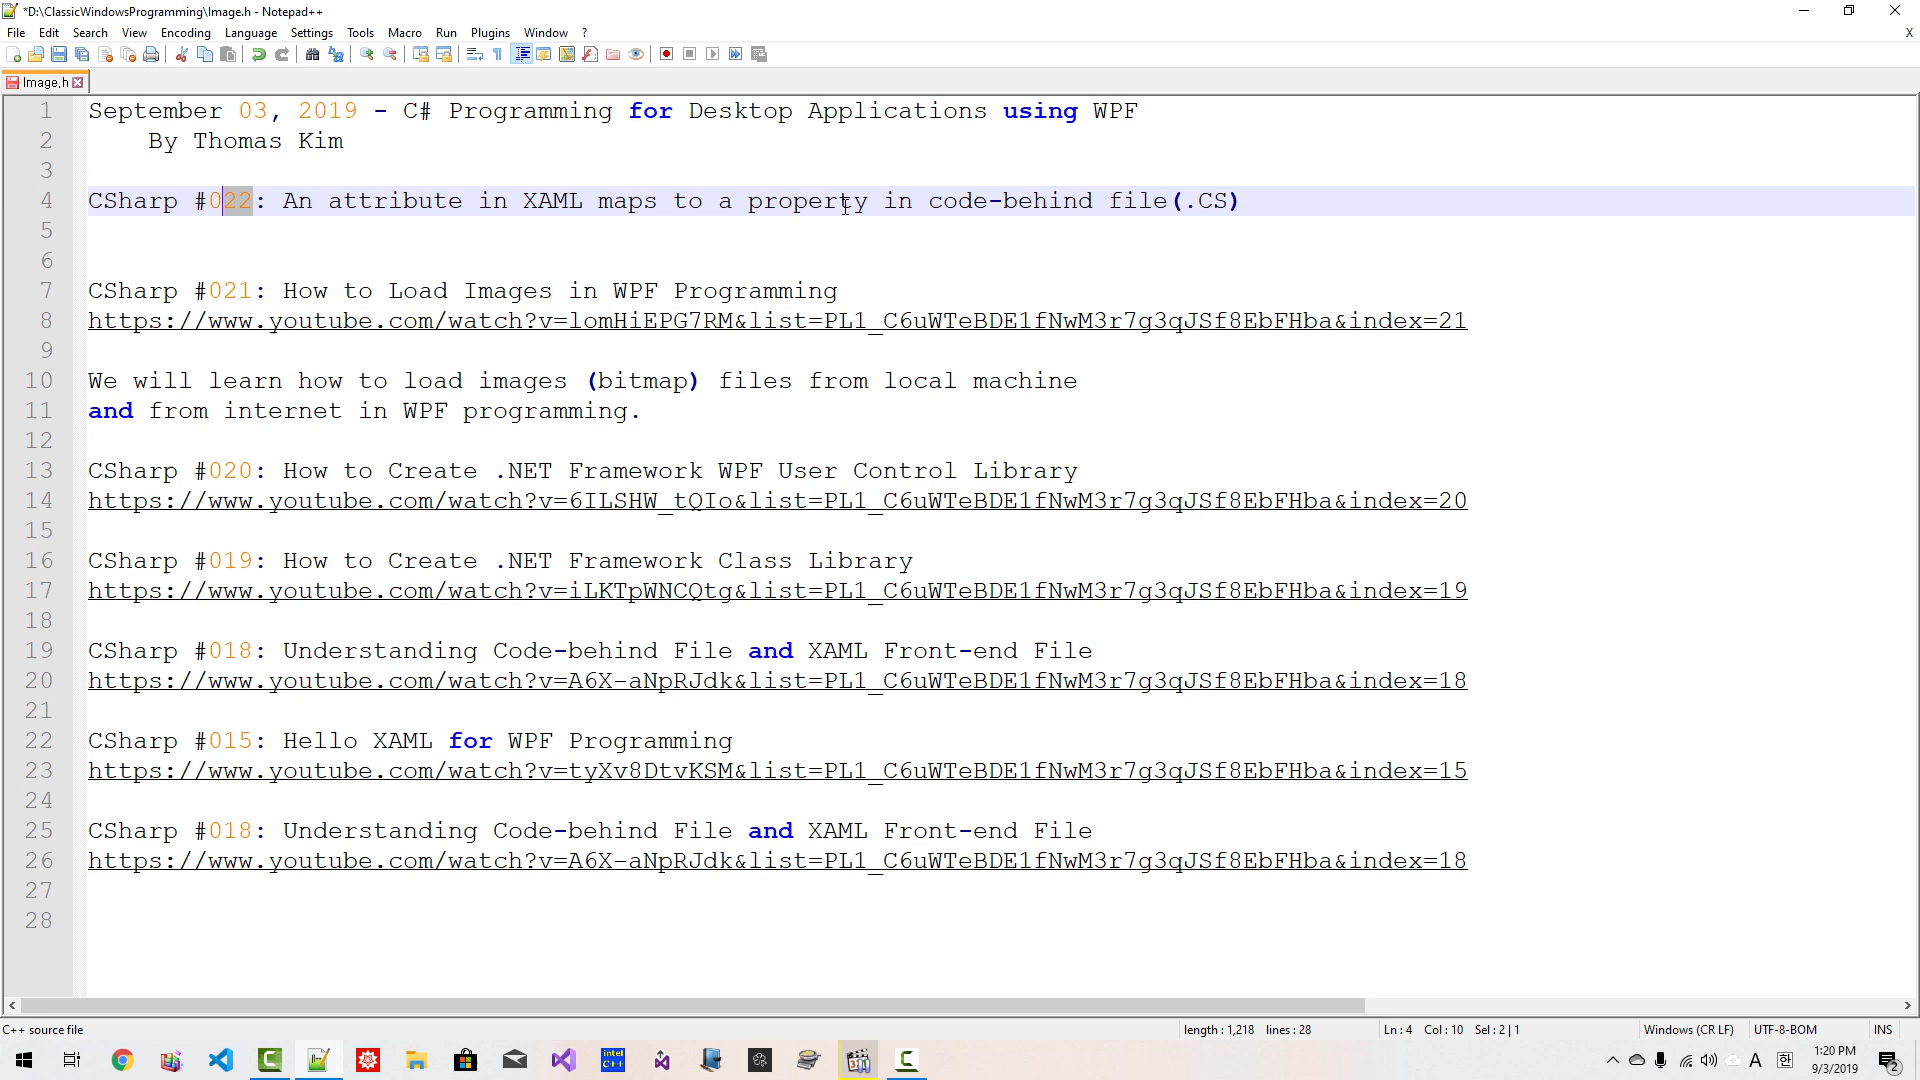 *D:\ClassicWindowsProgramming\Image.h - Notepad++
File Edit Search View Encoding Language Settings Tools Macro Run Plugins Window ? X
Image.h
1 September 03, 2019 - C# Programming for Desktop Applications using WPF
2 By Thomas Kim
3
4 CSharp #022: An attribute in XAML maps to a property in code-behind file(.CS)
5
6
7 CSharp #021: How to Load Images in WPF Programming
8 https://www.youtube.com/watch?v=lomHiEPG7RM&list=PL1_C6uWTeBDE1fNwM3r7g3qJSf8EbFHba&index=21
9
10 We will learn how to load images (bitmap) files from local machine
11 and from internet in WPF programming.
12
13 CSharp #020: How to Create .NET Framework WPF User Control Library
14 https://www.youtube.com/watch?v=6ILSHW_tQIo&list=PL1_C6uWTeBDE1fNwM3r7g3qJSf8EbFHba&index=20
15
16 CSharp #019: How to Create .NET Framework Class Library
17 https://www.youtube.com/watch?v=iLKTpWNCQtg&list=PL1_C6uWTeBDE1fNwM3r7g3qJSf8EbFHba&index=19
18
19 CSharp #018: Understanding Code-behind File and XAML Front-end File
20 https://www.youtube.com/watch?v=A6X-aNpRJdk&list=PL1_C6uWTeBDE1fNwM3r7g3qJSf8EbFHba&index=18
21
22 CSharp #015: Hello XAML for WPF Programming
23 https://www.youtube.com/watch?v=tyXv8DtvKSM&list=PL1_C6uWTeBDE1fNwM3r7g3qJSf8EbFHba&index=15
24
25 CSharp #018: Understanding Code-behind File and XAML Front-end File
26 https://www.youtube.com/watch?v=A6X-aNpRJdk&list=PL1_C6uWTeBDE1fNwM3r7g3qJSf8EbFHba&index=18
27
28
C++ source file length : 1,218 lines : 28 Ln : 4 Col : 10 Sel : 2 | 1 Windows (CR LF) UTF-8-BOM INS
intel C++
A 한 1:20 PM
9/3/2019 2